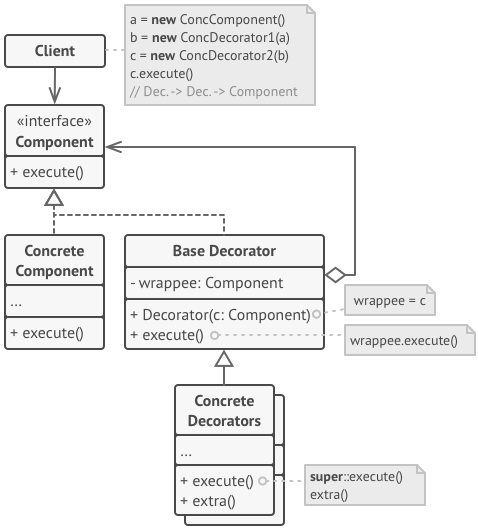 Client
a = new ConcComponent()
b = new ConcDecorator1(a)
c = new ConcDecorator2(b)
c.execute()
// Dec. -> Dec. -> Component
«interface»
Component
+ execute()
Concrete
Component
...
+ execute()
Base Decorator
- wrappee: Component
+ Decorator(c: Component)
+ execute()
wrappee = c
wrappee.execute()
Concrete
Decorators
...
+ execute()
+ extra()
super::execute()
extra()